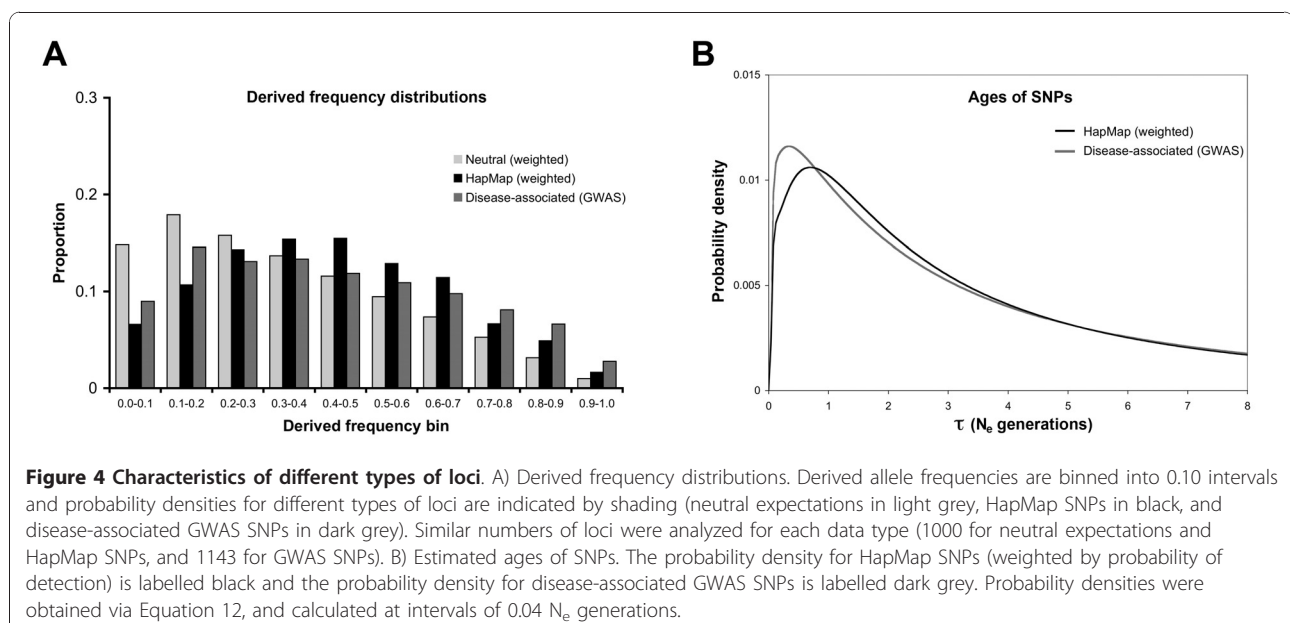 A
Derived frequency distributions
Proportion
0.3
0.2
0.1
0
Neutral (weighted)
HapMap (weighted)
Disease-associated (GWAS)
0.0-0.1 0.1-0.2 0.2-0.3 0.3-0.4 0.4-0.5 0.5-0.6 0.6-0.7 0.7-0.8 0.8-0.9 0.9-1.0
Derived frequency bin
B
Ages of SNPs
Probability density
0.015
0.01
0.005
0
HapMap (weighted)
Disease-associated (GWAS)
0 1 2 3 4 5 6 7 8
τ (Ne generations)
Figure 4 Characteristics of different types of loci. A) Derived frequency distributions. Derived allele frequencies are binned into 0.10 intervals
and probability densities for different types of loci are indicated by shading (neutral expectations in light grey, HapMap SNPs in black, and
disease-associated GWAS SNPs in dark grey). Similar numbers of loci were analyzed for each data type (1000 for neutral expectations and
HapMap SNPs, and 1143 for GWAS SNPs). B) Estimated ages of SNPs. The probability density for HapMap SNPs (weighted by probability of
detection) is labelled black and the probability density for disease-associated GWAS SNPs is labelled dark grey. Probability densities were
obtained via Equation 12, and calculated at intervals of 0.04 Ne generations.